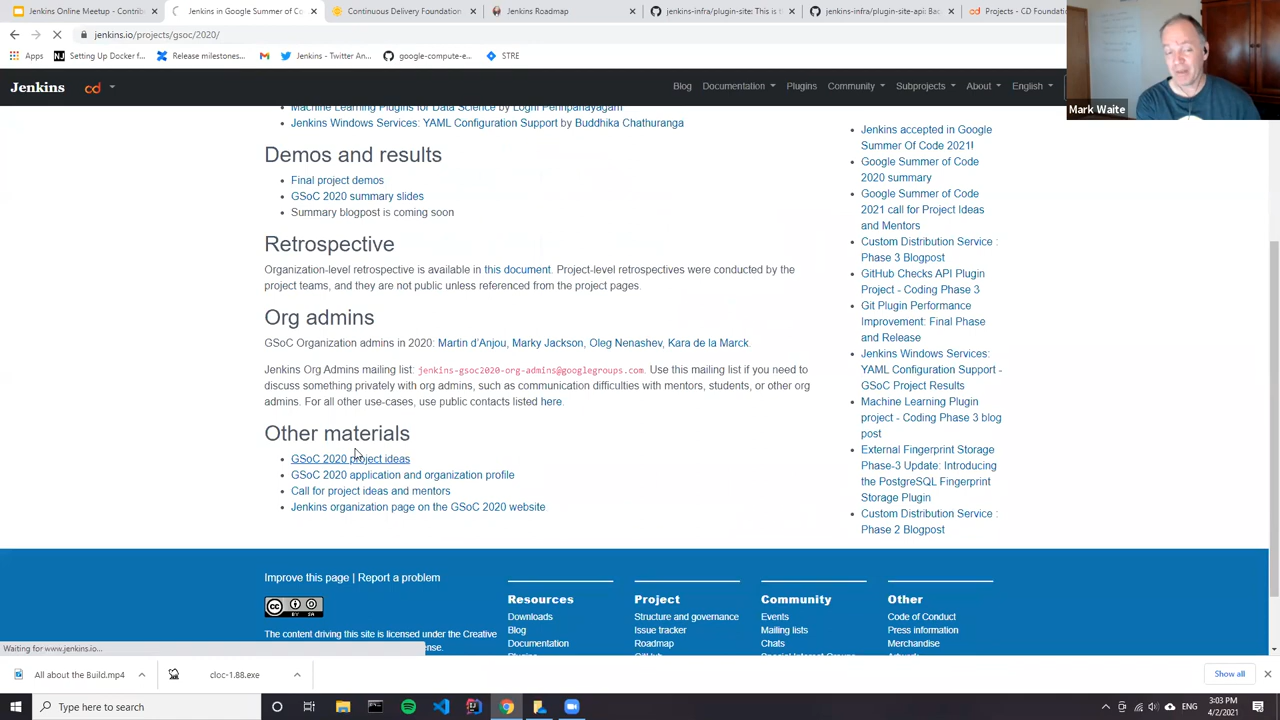 Jenkins Online Meetup - Contrib
Jenkins in Google Summer of Co
Continuous Delivery Foundation
Jenkins Roadmap
jenkins-infra/plugin-site: This is t
jenkins-infra/plugin-site-api: Bac
Projects - CD Foundation
jenkins.io/projects/gsoc/2020/
Apps
Setting Up Docker f...
Release milestones...
Jenkins - Twitter An...
google-compute-e...
STRE
Jenkins
cd
Blog
Documentation
Plugins
Community
Subprojects
About
English
Mark Waite
Machine Learning Plugins for Data Science by Loghi Perinpanayagam
Jenkins Windows Services: YAML Configuration Support by Buddhika Chathuranga
Demos and results
Final project demos
GSoC 2020 summary slides
Summary blogpost is coming soon
Retrospective
Organization-level retrospective is available in this document. Project-level retrospectives were conducted by the
project teams, and they are not public unless referenced from the project pages.
Org admins
GSoC Organization admins in 2020: Martin d'Anjou, Marky Jackson, Oleg Nenashev, Kara de la Marck.
Jenkins Org Admins mailing list: jenkins-gsoc2020-org-admins@googlegroups.com. Use this mailing list if you need to
discuss something privately with org admins, such as communication difficulties with mentors, students, or other org
admins. For all other use-cases, use public contacts listed here.
Other materials
GSoC 2020 project ideas
GSoC 2020 application and organization profile
Call for project ideas and mentors
Jenkins organization page on the GSoC 2020 website
Jenkins accepted in Google
Summer Of Code 2021!
Google Summer of Code
2020 summary
Google Summer of Code
2021 call for Project Ideas
and Mentors
Custom Distribution Service :
Phase 3 Blogpost
GitHub Checks API Plugin
Project - Coding Phase 3
Git Plugin Performance
Improvement: Final Phase
and Release
Jenkins Windows Services:
YAML Configuration Support -
GSoC Project Results
Machine Learning Plugin
project - Coding Phase 3 blog
post
External Fingerprint Storage
Phase-3 Update: Introducing
the PostgreSQL Fingerprint
Storage Plugin
Custom Distribution Service :
Phase 2 Blogpost
Improve this page | Report a problem
The content driving this site is licensed under the Creative
nse.
Resources
Downloads
Blog
Documentation
Plugins
Project
Structure and governance
Issue tracker
Roadmap
GitHub
Community
Events
Mailing lists
Chats
Special Interest Groups
Other
Code of Conduct
Press information
Merchandise
Artwork
Waiting for www.jenkins.io...
All about the Build.mp4
cloc-1.88.exe
Show all
Type here to search
3:03 PM
4/2/2021